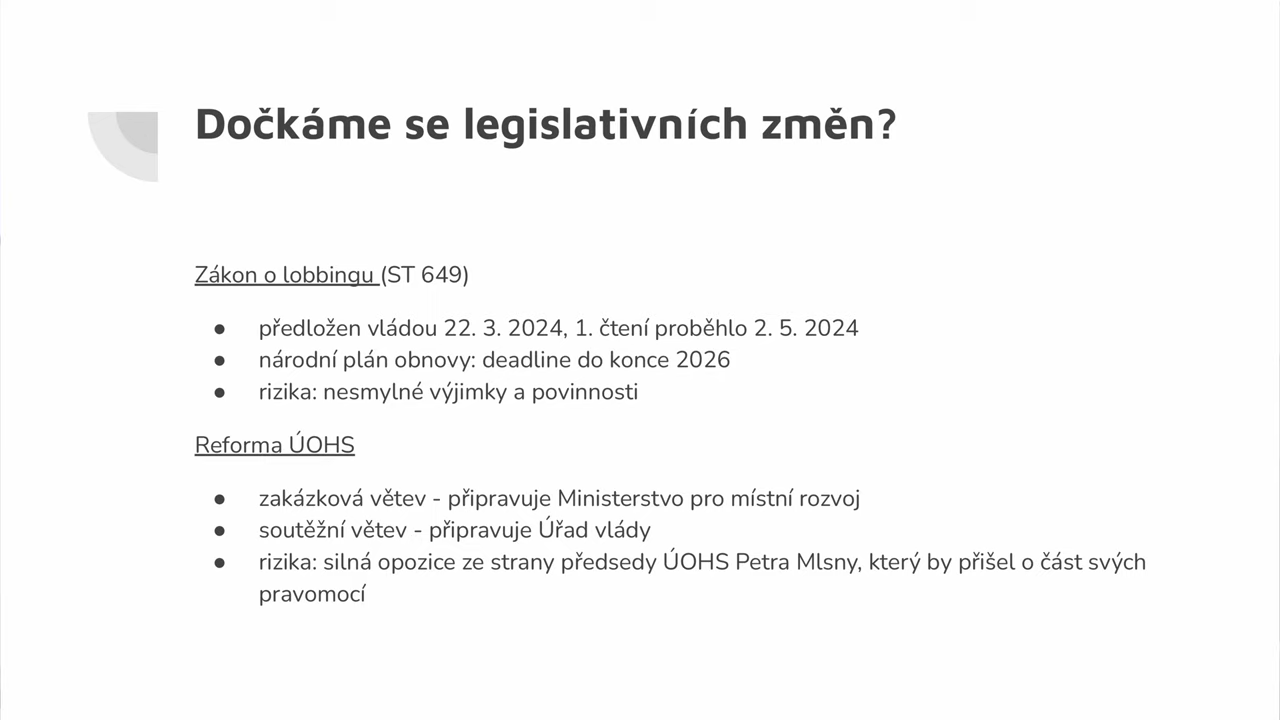 Dočkáme se legislativních změn?
Zákon o lobbingu (ST 649)
● předložen vládou 22. 3. 2024, 1. čtení proběhlo 2. 5. 2024
● národní plán obnovy: deadline do konce 2026
● rizika: nesmylné výjimky a povinnosti
Reforma ÚOHS
● zakázková větev - připravuje Ministerstvo pro místní rozvoj
● soutěžní větev - připravuje Úřad vlády
● rizika: silná opozice ze strany předsedy ÚOHS Petra Mlsny, který by přišel o část svých
pravomocí